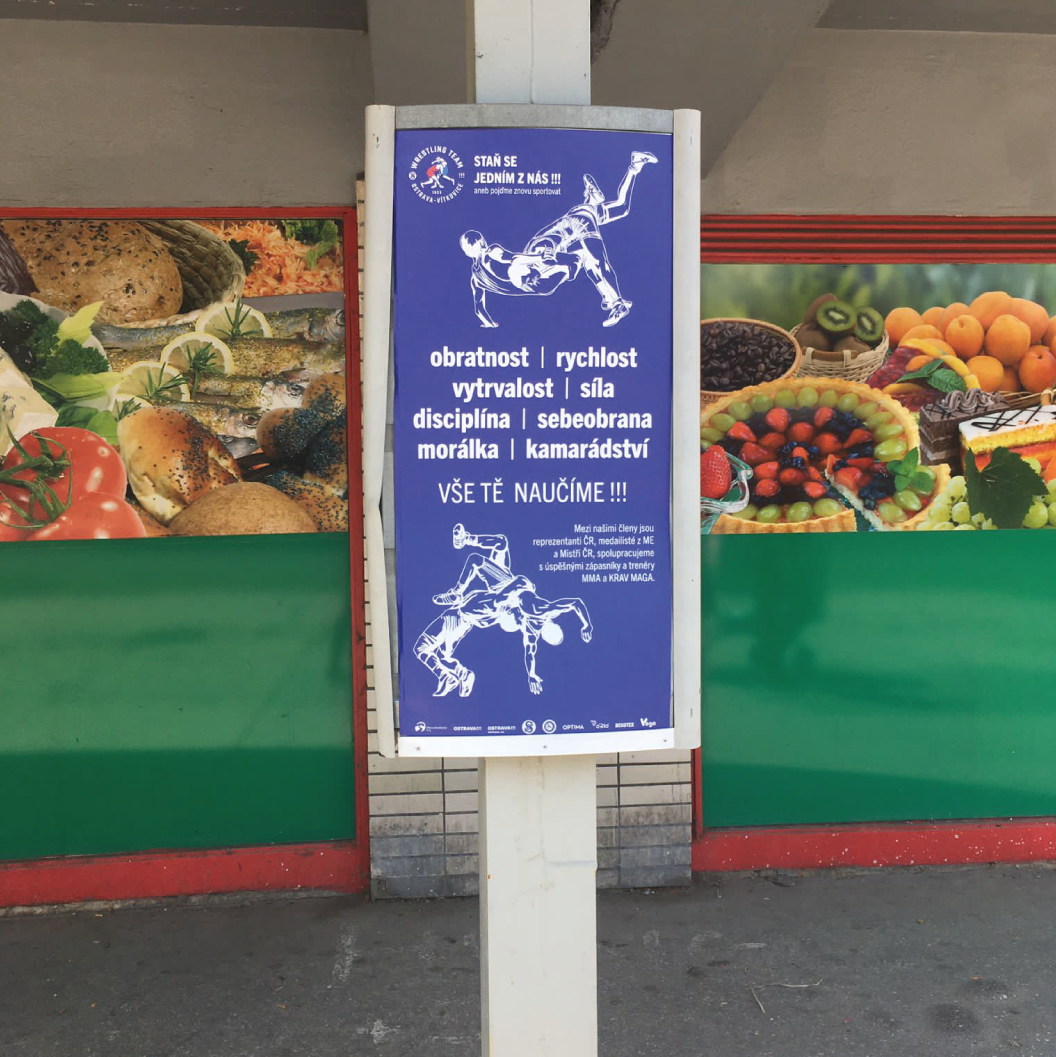 WRESTLING TEAM
OSTRAVA-VÍTKOVICE
STAŇ SE
JEDNÍM Z NÁS !!!
aneb pojďme znovu sportovat
obratnost | rychlost
vytrvalost | síla
disciplína | sebeobrana
morálka | kamarádství
VŠE TĚ NAUČÍME !!!
Mezi našimi členy jsou
reprezentanti ČR, medailisté z ME
a Mistři ČR, spolupracujeme
s úspěšnými zápasníky a trenéry
MMA a KRAV MAGA.
OSTRAVA!!! OSTRAVA!!! OPTIMA